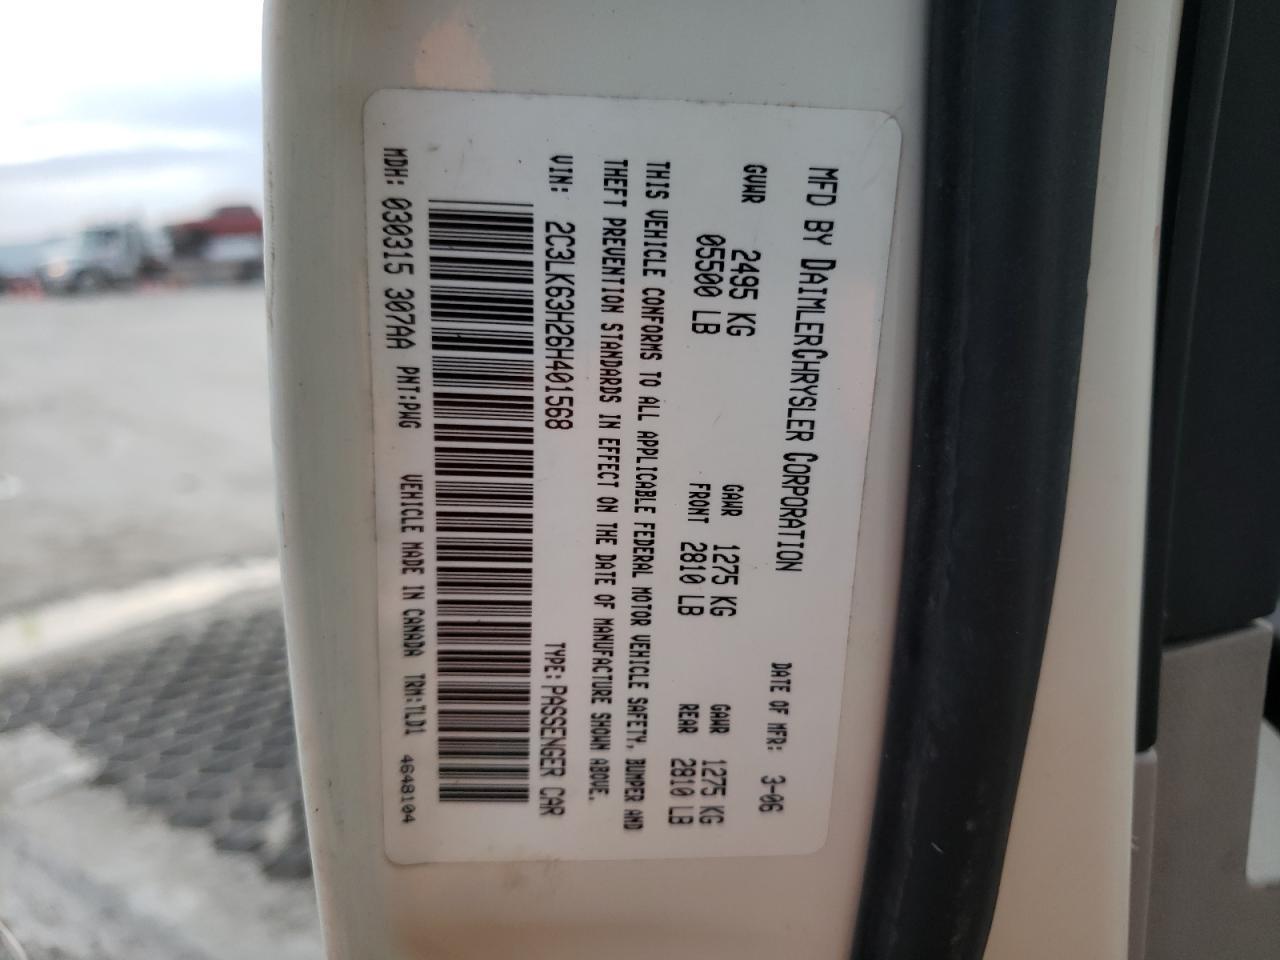 MFD BY DAIMLERCHRYSLER CORPORATION DATE OF MFR: 3-06
GVWR 2495 KG GAWR 1275 KG GAWR 1275 KG
05500 LB FRONT 2810 LB REAR 2810 LB
THIS VEHICLE CONFORMS TO ALL APPLICABLE FEDERAL MOTOR VEHICLE SAFETY, BUMPER AND
THEFT PREVENTION STANDARDS IN EFFECT ON THE DATE OF MANUFACTURE SHOWN ABOVE.
VIN: 2C3LK63H26H401568 TYPE: PASSENGER CAR
MDH: 030315 307AA PNT:PWG VEHICLE MADE IN CANADA TRM:TLD1 4648104